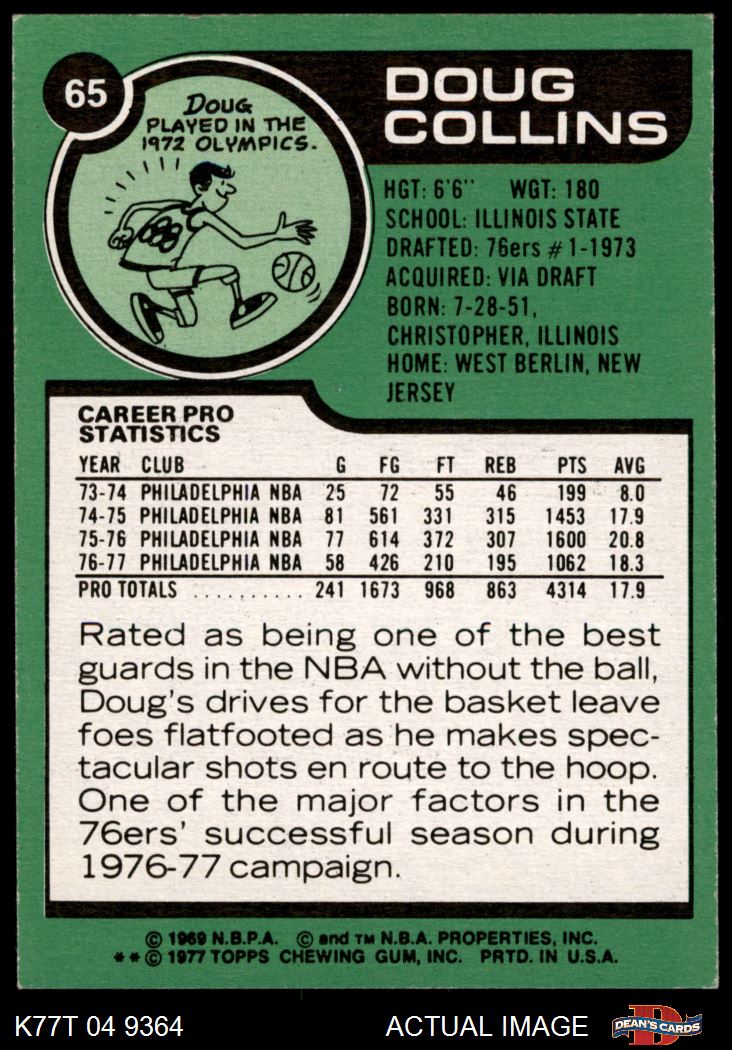 65
DOUG
COLLINS
DOUG
PLAYED IN THE
1972 OLYMPICS.
HGT: 6'6" WGT: 180
SCHOOL: ILLINOIS STATE
DRAFTED: 76ers #1-1973
ACQUIRED: VIA DRAFT
BORN: 7-28-51,
CHRISTOPHER, ILLINOIS
HOME: WEST BERLIN, NEW
JERSEY
CAREER PRO
STATISTICS
YEAR CLUB G FG FT REB PTS AVG
73-74 PHILADELPHIA NBA 25 72 55 46 199 8.0
74-75 PHILADELPHIA NBA 81 561 331 315 1453 17.9
75-76 PHILADELPHIA NBA 77 614 372 307 1600 20.8
76-77 PHILADELPHIA NBA 58 426 210 195 1062 18.3
PRO TOTALS .......... 241 1673 968 863 4314 17.9
Rated as being one of the best
guards in the NBA without the ball,
Doug's drives for the basket leave
foes flatfooted as he makes spec-
tacular shots en route to the hoop.
One of the major factors in the
76ers' successful season during
1976-77 campaign.
© 1969 N.B.P.A. © and TM N.B.A. PROPERTIES, INC.
**© 1977 TOPPS CHEWING GUM, INC. PRTD. IN U.S.A.
K77T 04 9364 ACTUAL IMAGE
D
DEAN'S CARDS